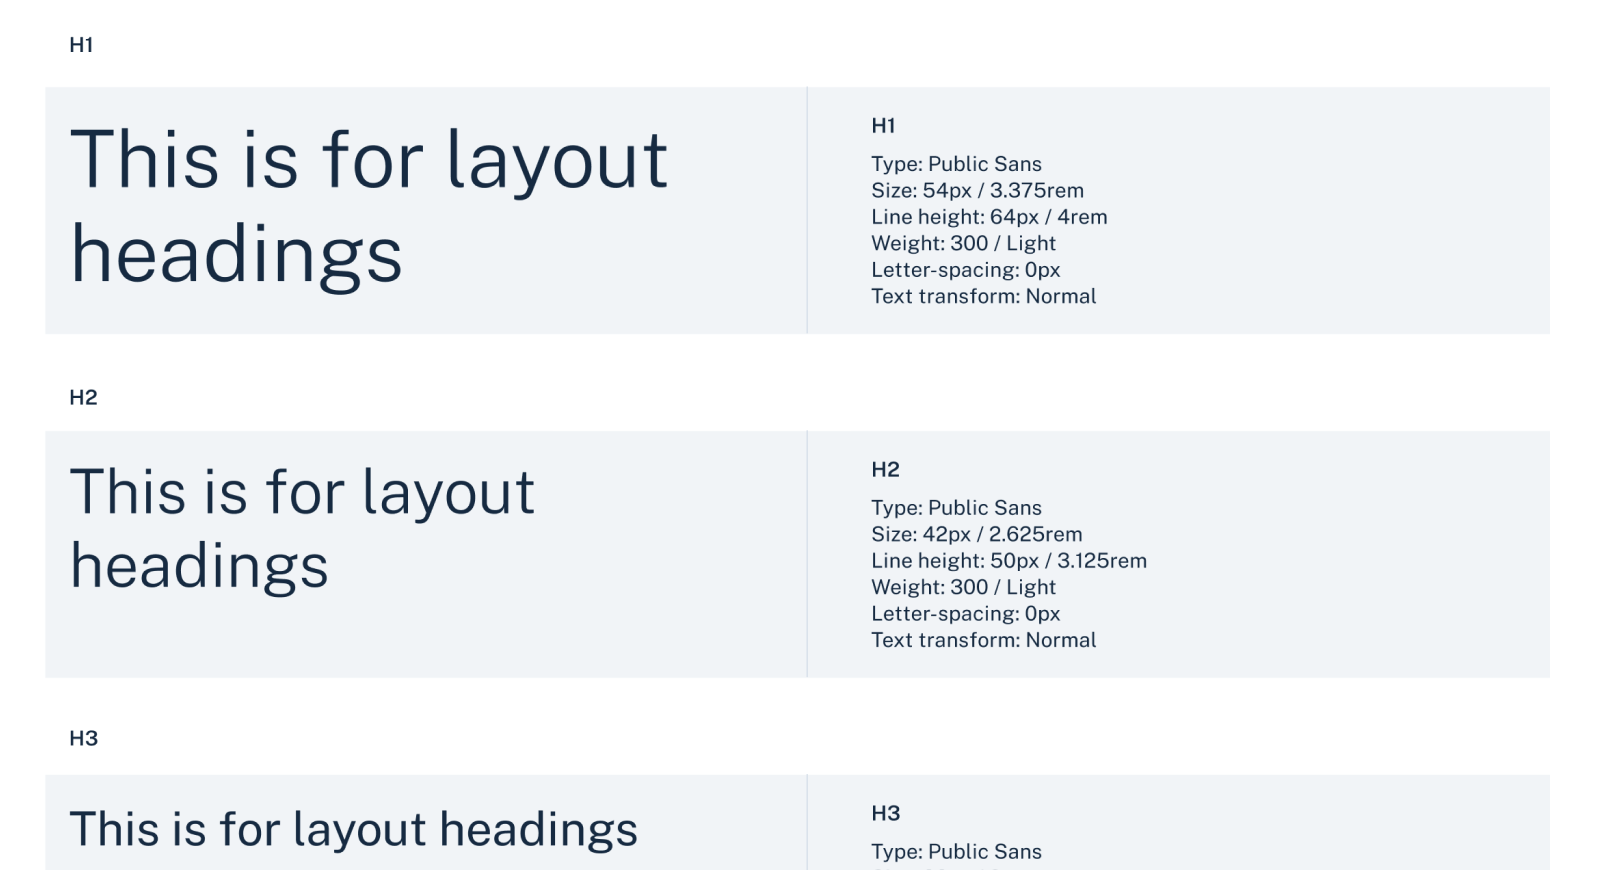 H1
This is for layout
headings
H1
Type: Public Sans
Size: 54px / 3.375rem
Line height: 64px / 4rem
Weight: 300 / Light
Letter-spacing: 0px
Text transform: Normal
H2
This is for layout
headings
H2
Type: Public Sans
Size: 42px / 2.625rem
Line height: 50px / 3.125rem
Weight: 300 / Light
Letter-spacing: 0px
Text transform: Normal
H3
This is for layout headings
H3
Type: Public Sans